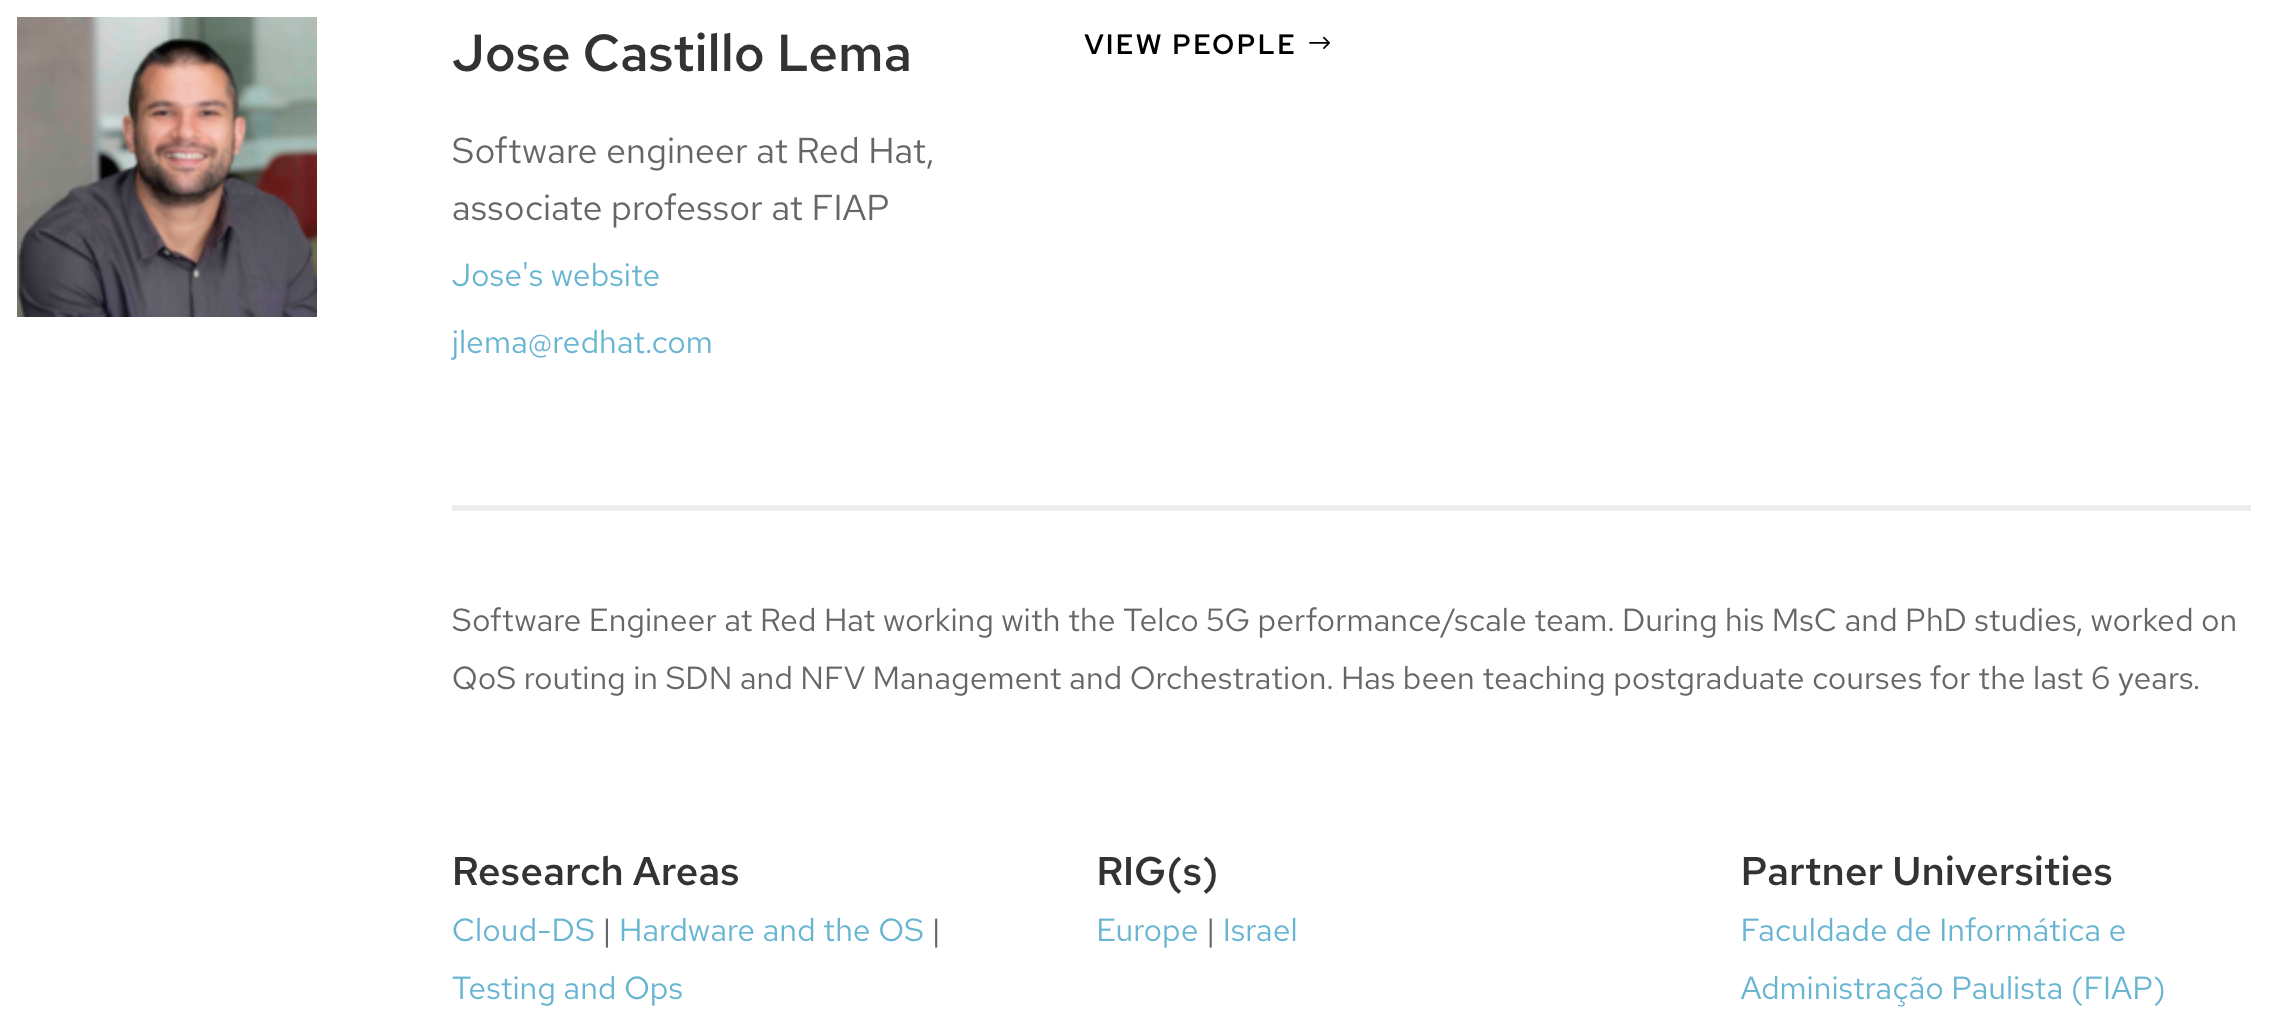 Jose Castillo Lema
VIEW PEOPLE →
Software engineer at Red Hat,
associate professor at FIAP
Jose's website
jlema@redhat.com
Software Engineer at Red Hat working with the Telco 5G performance/scale team. During his MsC and PhD studies, worked on
QoS routing in SDN and NFV Management and Orchestration. Has been teaching postgraduate courses for the last 6 years.
Research Areas
Cloud-DS | Hardware and the OS |
Testing and Ops
RIG(s)
Europe | Israel
Partner Universities
Faculdade de Informática e
Administração Paulista (FIAP)